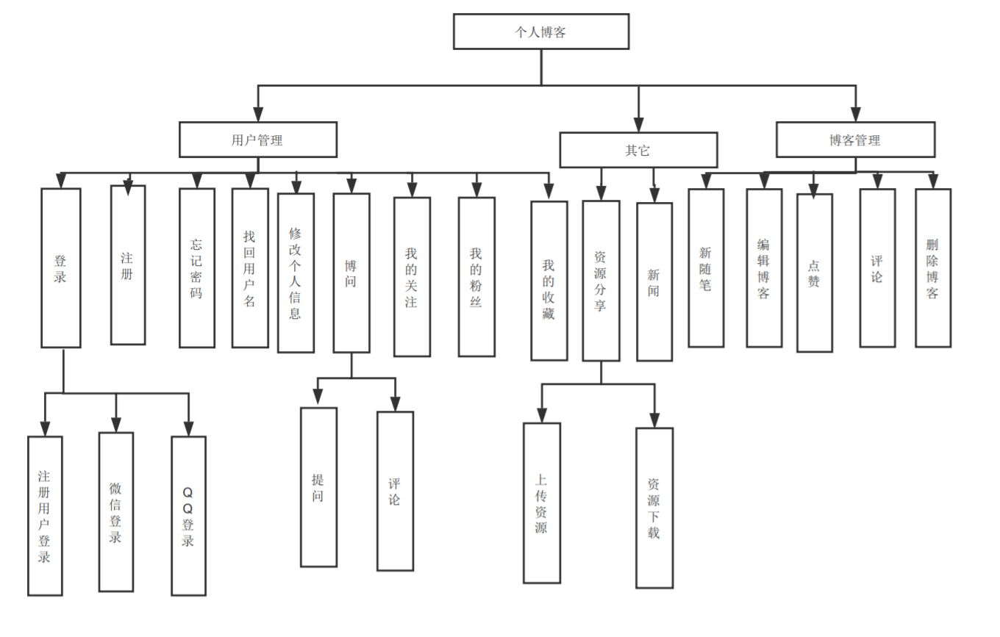 个人博客
用户管理
其它
博客管理
登录
注册
忘记密码
找回用户名
修改个人信息
博问
我的关注
我的粉丝
我的收藏
资源分享
新闻
新随笔
编辑博客
点赞
评论
删除博客
注册用户登录
微信登录
QQ登录
提问
评论
上传资源
资源下载